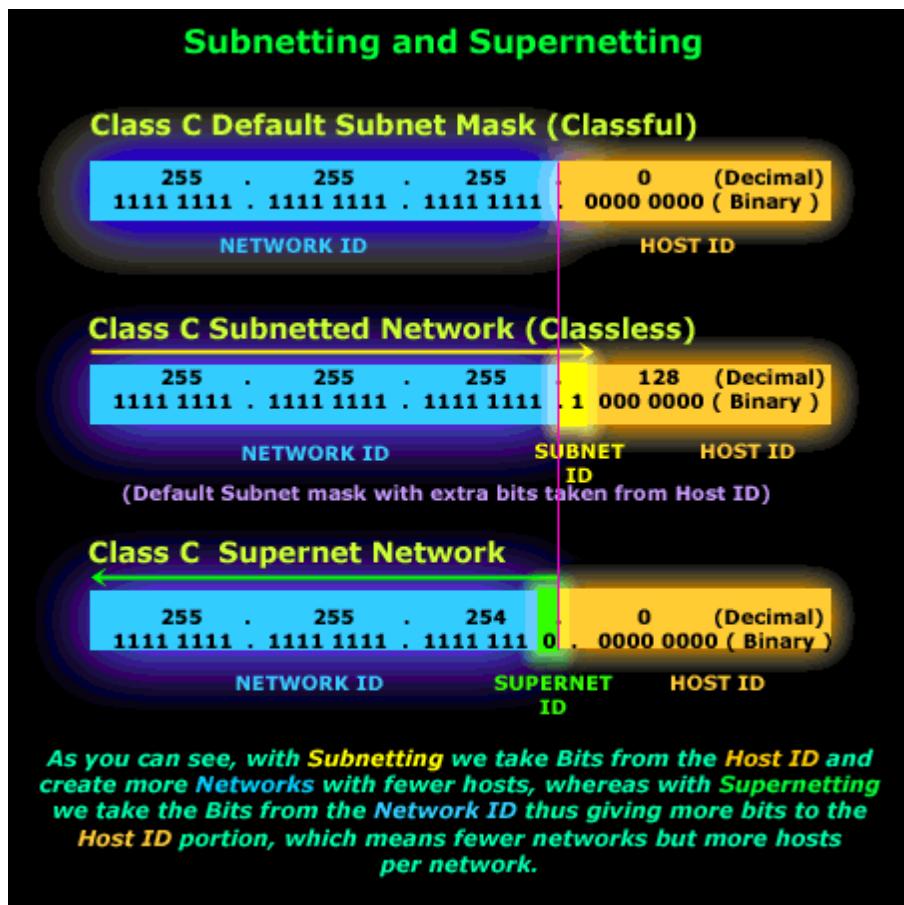 Subnetting and Supernetting
Class C Default Subnet Mask (Classful)
255 . 255 . 255 . 0 (Decimal)
1111 1111 . 1111 1111 . 1111 1111 . 0000 0000 ( Binary )
NETWORK ID HOST ID
Class C Subnetted Network (Classless)
255 . 255 . 255 . 128 (Decimal)
1111 1111 . 1111 1111 . 1111 1111 . 1 000 0000 ( Binary )
NETWORK ID SUBNET ID HOST ID
(Default Subnet mask with extra bits taken from Host ID)
Class C Supernet Network
255 . 255 . 254 . 0 (Decimal)
1111 1111 . 1111 1111 . 1111 111 0 . 0000 0000 ( Binary )
NETWORK ID SUPERNET ID HOST ID
As you can see, with Subnetting we take Bits from the Host ID and
create more Networks with fewer hosts, whereas with Supernetting
we take the Bits from the Network ID thus giving more bits to the
Host ID portion, which means fewer networks but more hosts
per network.